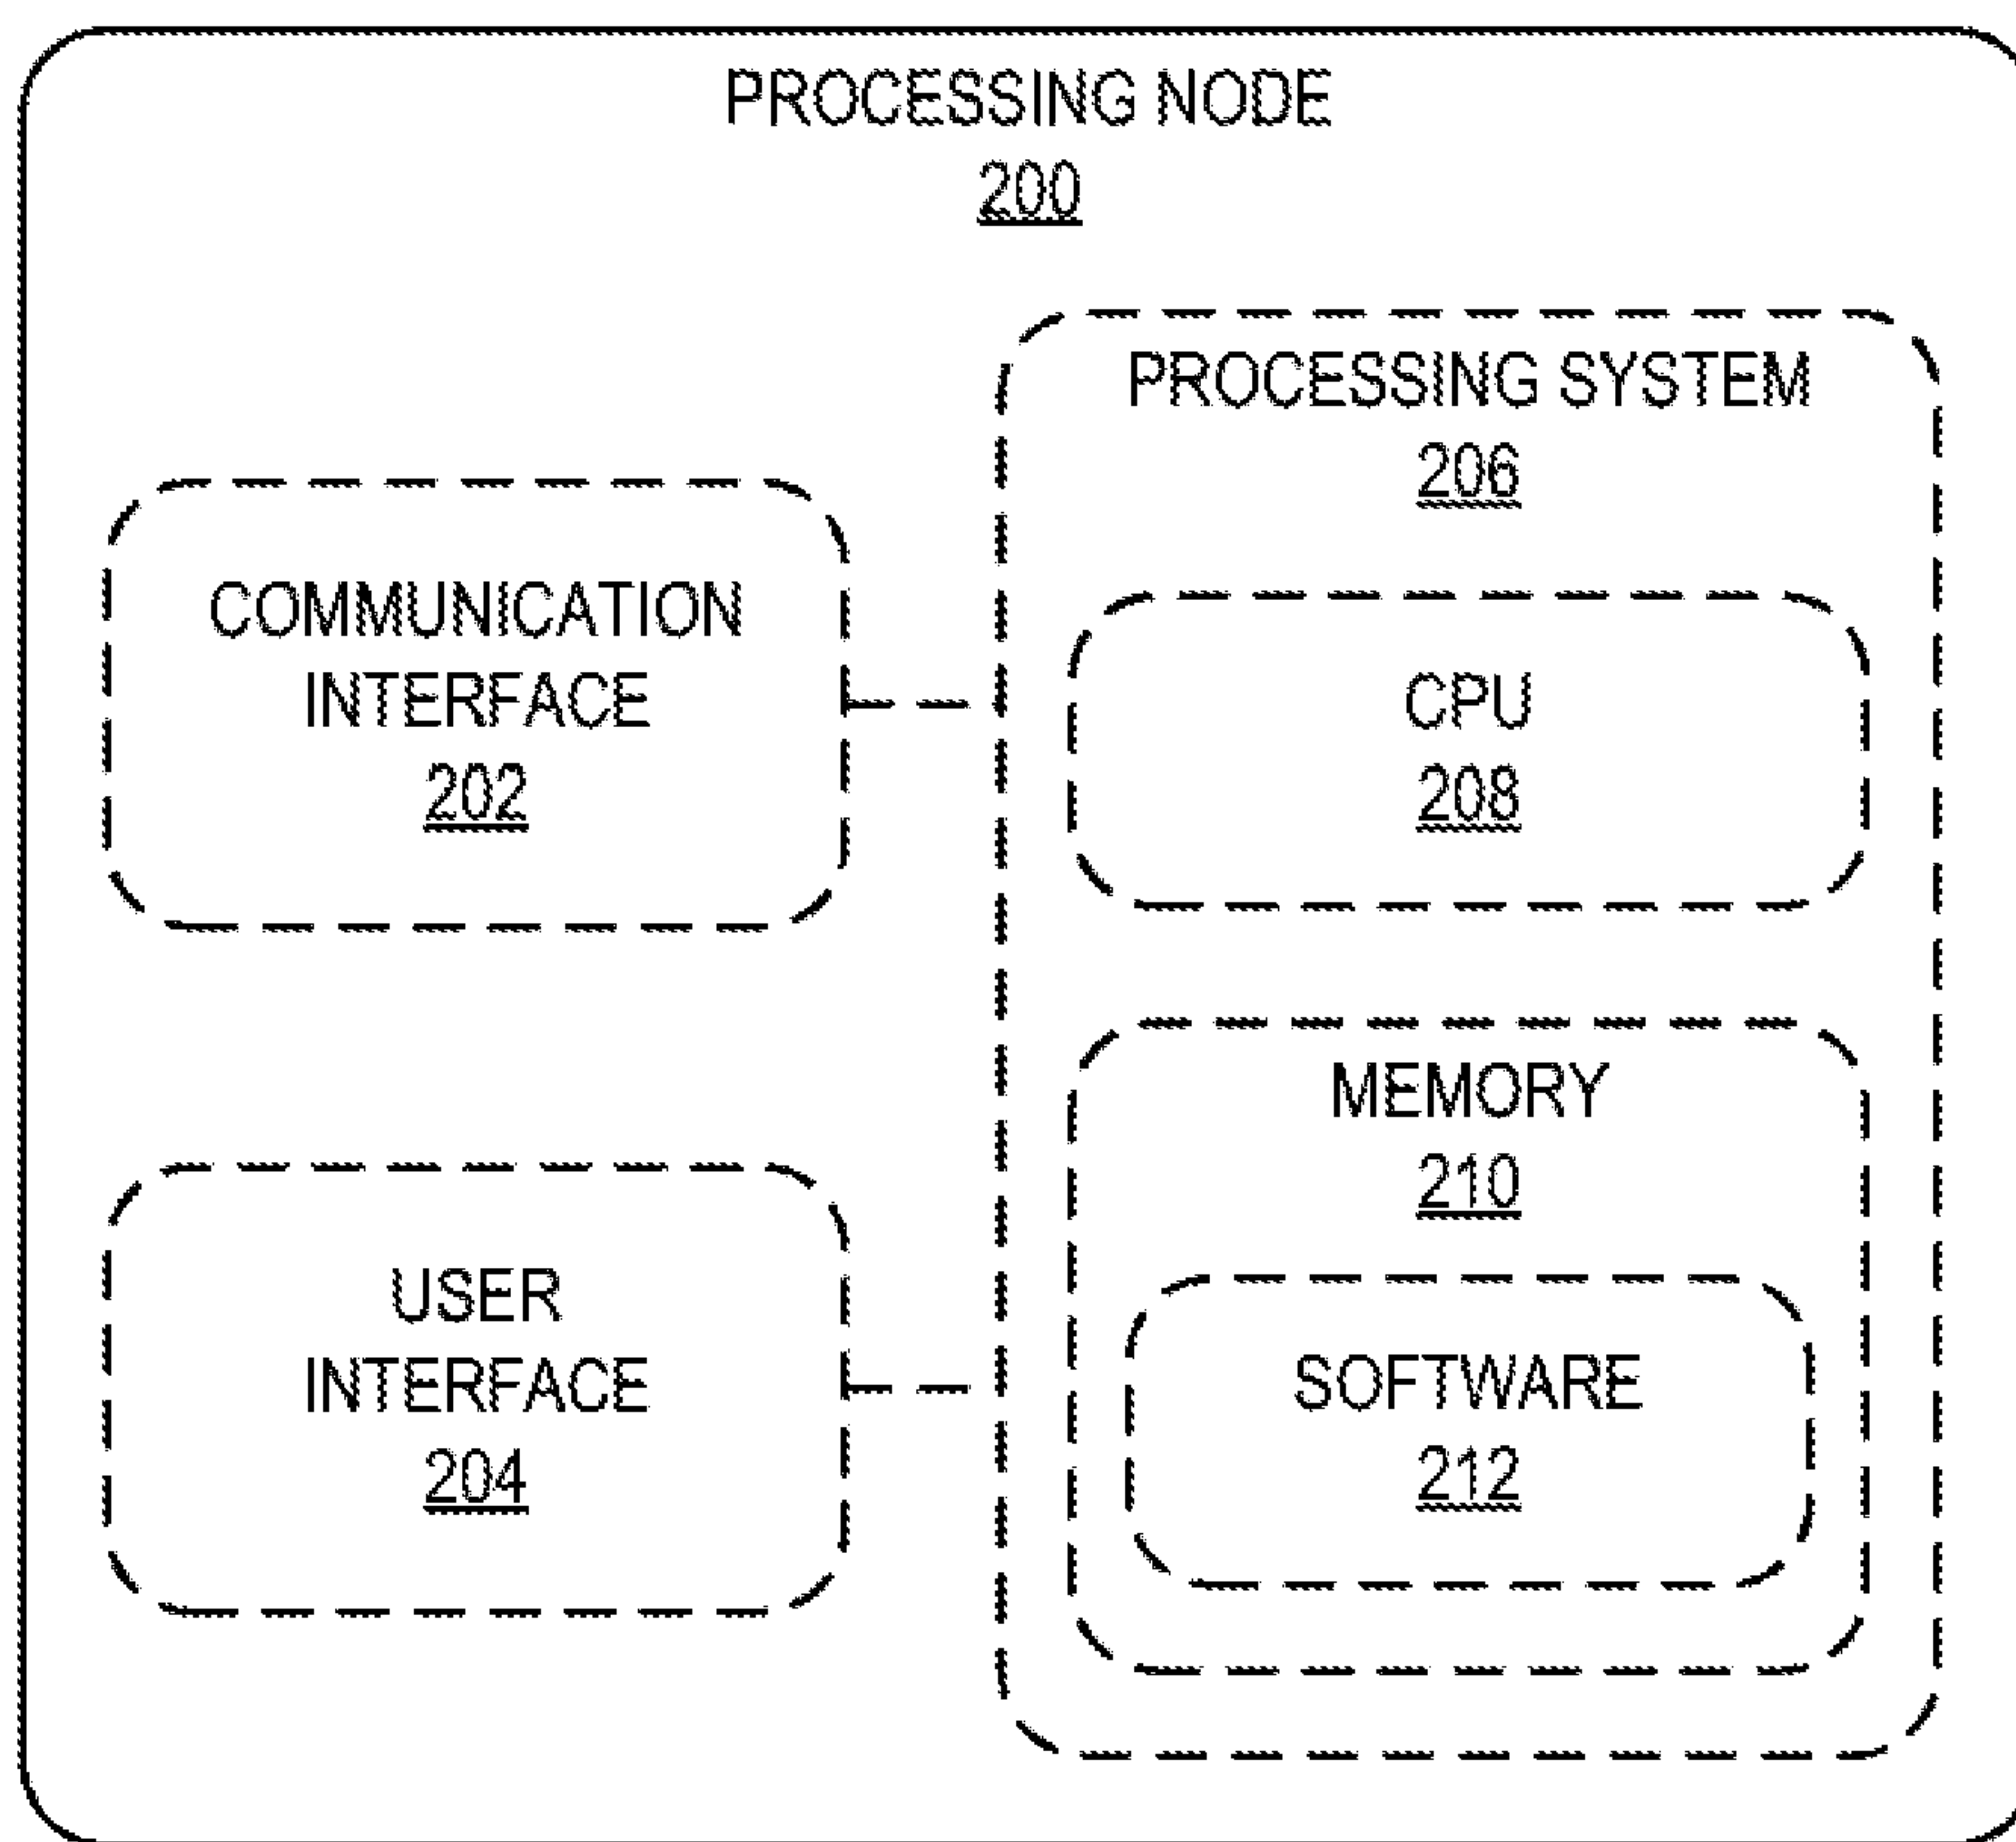 PROCESSING NODE
200
PROCESSING SYSTEM
206
COMMUNICATION
INTERFACE
202
CPU
208
MEMORY
210
USER
INTERFACE
204
SOFTWARE
212